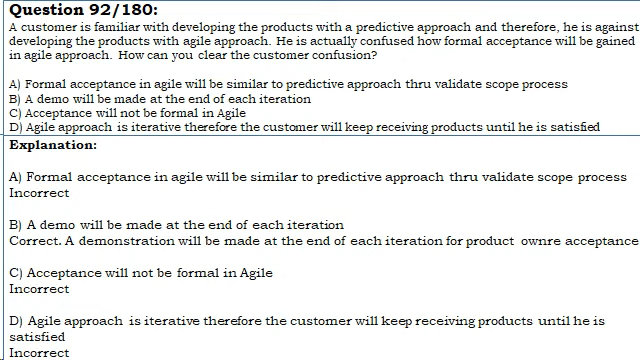 Question 92/180:
A customer is familiar with developing the products with a predictive approach and therefore, he is against
developing the products with agile approach. He is actually confused how formal acceptance will be gained
in agile approach. How can you clear the customer confusion?
A) Formal acceptance in agile will be similar to predictive approach thru validate scope process
B) A demo will be made at the end of each iteration
C) Acceptance will not be formal in Agile
D) Agile approach is iterative therefore the customer will keep receiving products until he is satisfied
Explanation:
A) Formal acceptance in agile will be similar to predictive approach thru validate scope process
Incorrect
B) A demo will be made at the end of each iteration
Correct. A demonstration will be made at the end of each iteration for product ownre acceptance
C) Acceptance will not be formal in Agile
Incorrect
D) Agile approach is iterative therefore the customer will keep receiving products until he is
satisfied
Incorrect